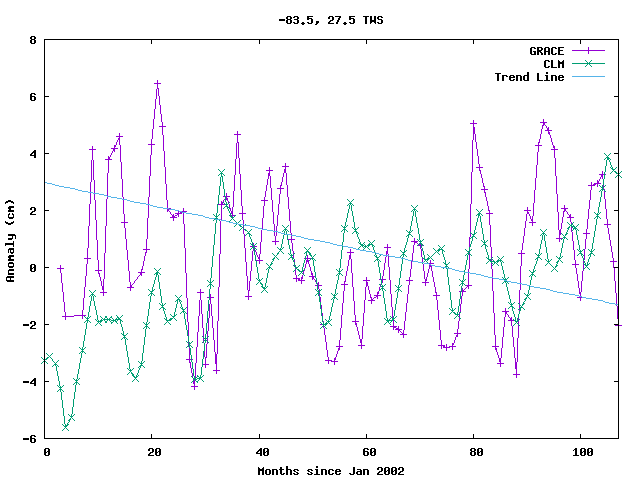 -83.5, 27.5 TWS
GRACE
CLM
Trend Line
8
6
4
2
0
-2
-4
-6
Anomaly (cm)
0 20 40 60 80 100
Months since Jan 2002